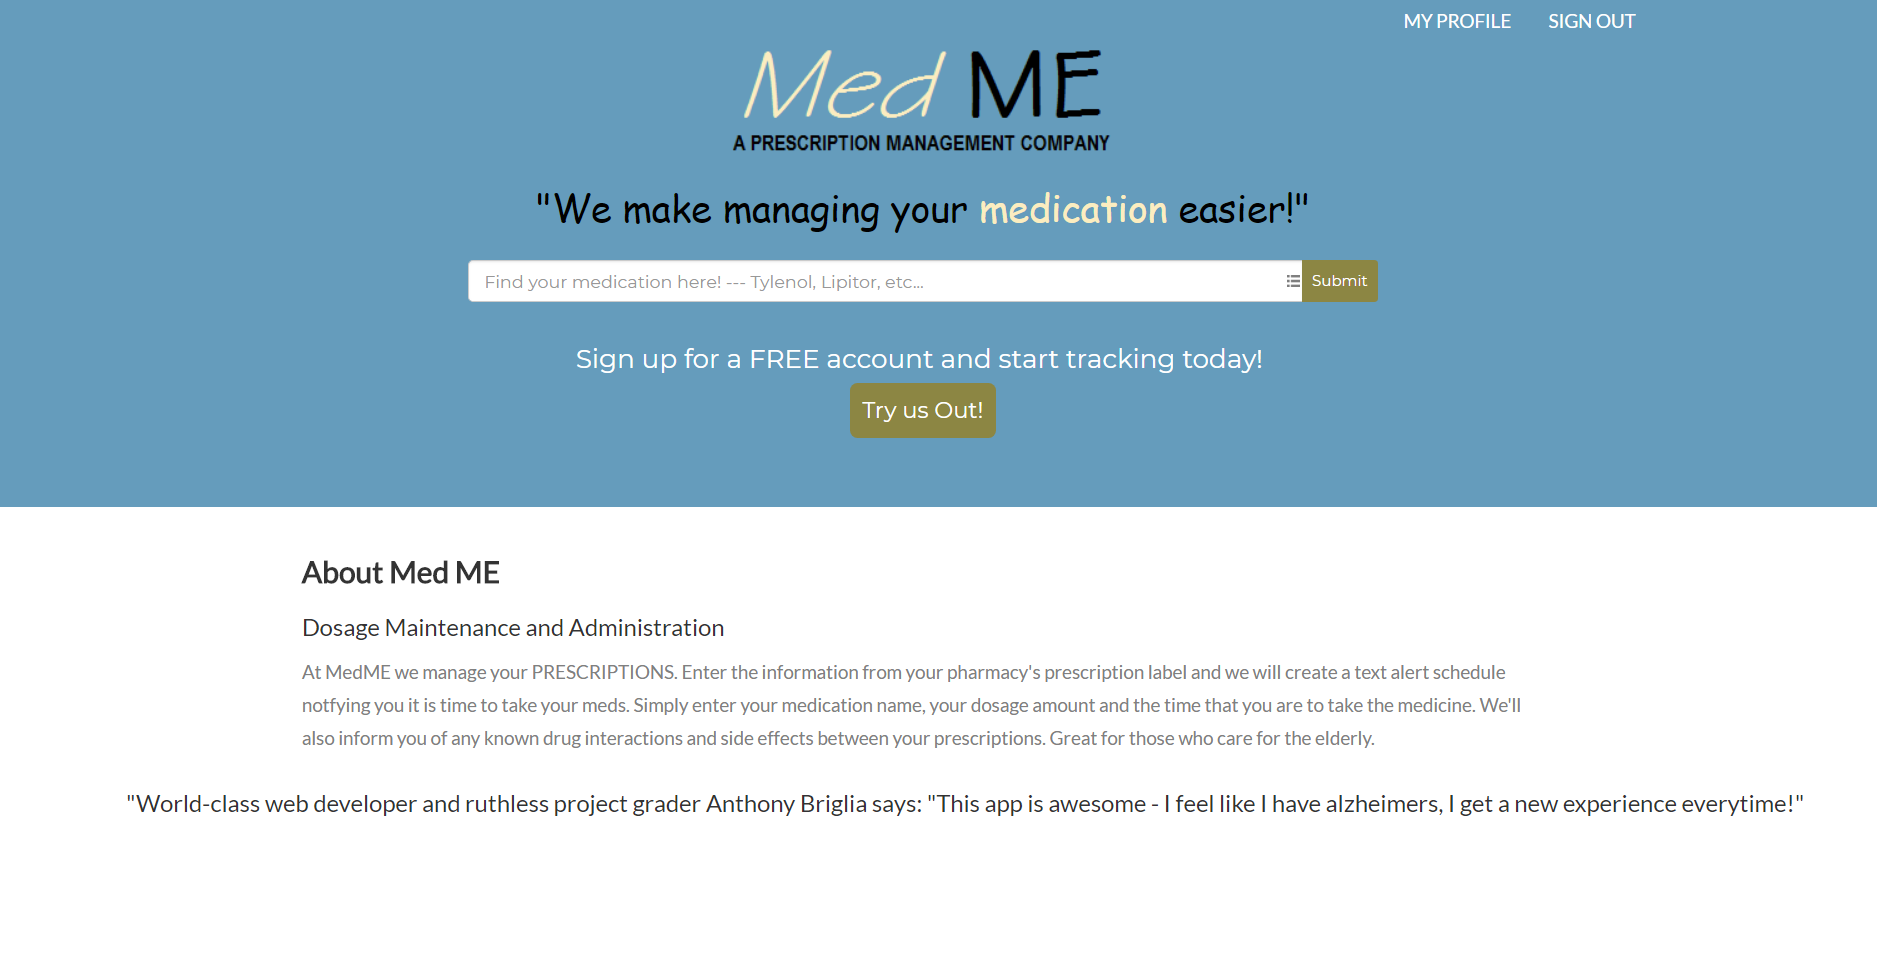 MY PROFILE SIGN OUT
Med ME
A PRESCRIPTION MANAGEMENT COMPANY
"We make managing your medication easier!"
Find your medication here! --- Tylenol, Lipitor, etc... Submit
Sign up for a FREE account and start tracking today!
Try us Out!
About Med ME
Dosage Maintenance and Administration
At MedME we manage your PRESCRIPTIONS. Enter the information from your pharmacy's prescription label and we will create a text alert schedule
notfying you it is time to take your meds. Simply enter your medication name, your dosage amount and the time that you are to take the medicine. We'll
also inform you of any known drug interactions and side effects between your prescriptions. Great for those who care for the elderly.
"World-class web developer and ruthless project grader Anthony Briglia says: "This app is awesome - I feel like I have alzheimers, I get a new experience everytime!"